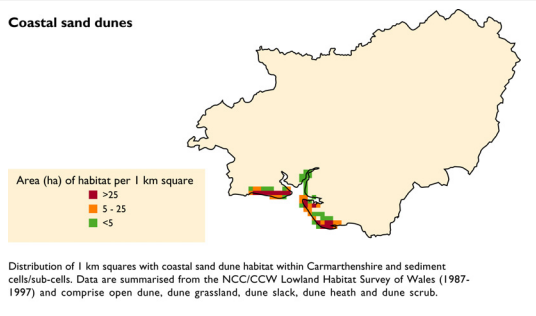 Coastal sand dunes
Area (ha) of habitat per 1 km square
>25
5 - 25
<5
Distribution of 1 km squares with coastal sand dune habitat within Carmarthenshire and sediment
cells/sub-cells. Data are summarised from the NCC/CCW Lowland Habitat Survey of Wales (1987-
1997) and comprise open dune, dune grassland, dune slack, dune heath and dune scrub.